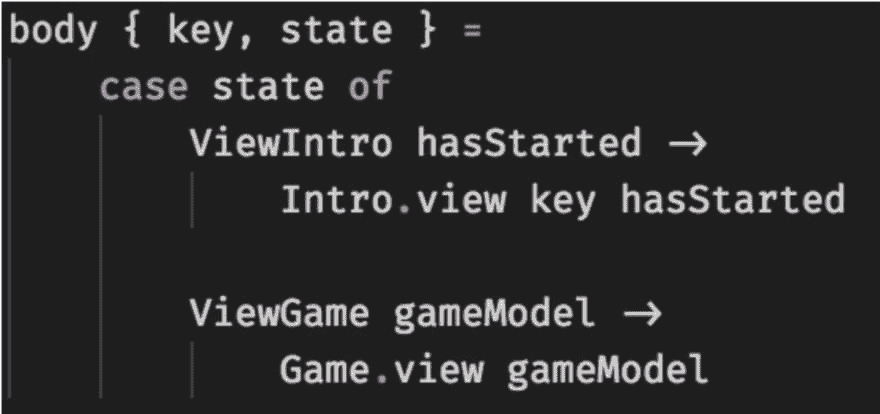 body { key, state } =
    case state of
        ViewIntro hasStarted ->
            Intro.view key hasStarted

        ViewGame gameModel ->
            Game.view gameModel